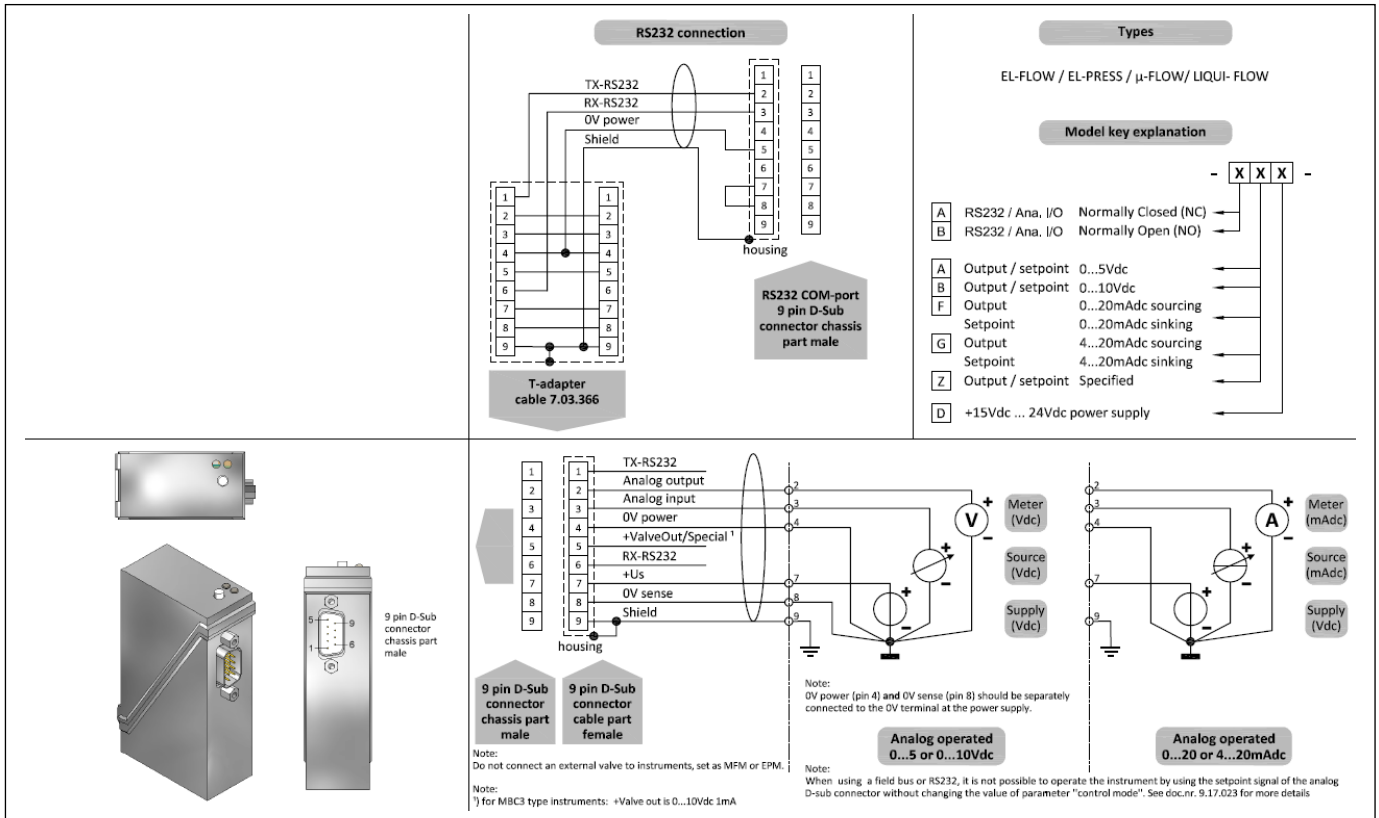 RS232 connection
TX-RS232
RX-RS232
0V power
Shield
1
2
3
4
5
6
7
8
9
1
2
3
4
5
6
7
8
9
housing
1
2
3
4
5
6
7
8
9
1
2
3
4
5
6
7
8
9
RS232 COM-port
9 pin D-Sub
connector chassis
part male
T-adapter
cable 7.03.366
Types
EL-FLOW / EL-PRESS / µ-FLOW/ LIQUI- FLOW
Model key explanation
- X X X -
A RS232 / Ana. I/O Normally Closed (NC)
B RS232 / Ana. I/O Normally Open (NO)
A Output / setpoint 0...5Vdc
B Output / setpoint 0...10Vdc
F Output 0...20mAdc sourcing
Setpoint 0...20mAdc sinking
G Output 4...20mAdc sourcing
Setpoint 4...20mAdc sinking
Z Output / setpoint Specified
D +15Vdc ... 24Vdc power supply
5
9
1
6
9 pin D-Sub
connector
chassis part
male
1
2
3
4
5
6
7
8
9
1
2
3
4
5
6
7
8
9
TX-RS232
Analog output
Analog input
0V power
+ValveOut/Special ¹
RX-RS232
+Us
0V sense
Shield
housing
9 pin D-Sub
connector
chassis part
male
9 pin D-Sub
connector
cable part
female
Note:
Do not connect an external valve to instruments, set as MFM or EPM.
Note:
¹) for MBC3 type instruments: +Valve out is 0...10Vdc 1mA
2
3
4
7
8
9
V
+
-
+
-
+
-
Meter
(Vdc)
Source
(Vdc)
Supply
(Vdc)
Note:
0V power (pin 4) and 0V sense (pin 8) should be separately
connected to the 0V terminal at the power supply.
Analog operated
0...5 or 0...10Vdc
2
3
4
7
9
A
+
-
+
-
+
-
Meter
(mAdc)
Source
(mAdc)
Supply
(Vdc)
Analog operated
0...20 or 4...20mAdc
Note:
When using a field bus or RS232, it is not possible to operate the instrument by using the setpoint signal of the analog
D-sub connector without changing the value of parameter "control mode". See doc.nr. 9.17.023 for more details